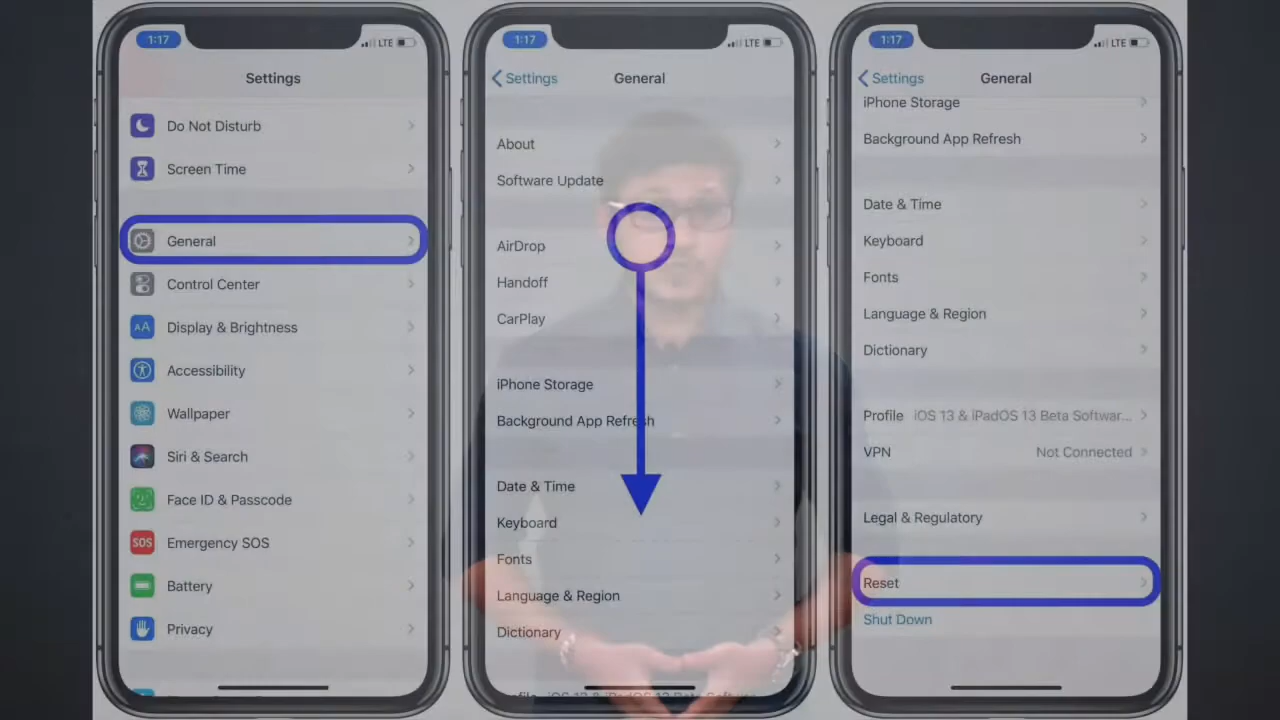 1:17
LTE
Settings
Do Not Disturb
Screen Time
General
Control Center
AA Display & Brightness
Accessibility
Wallpaper
Siri & Search
Face ID & Passcode
SOS Emergency SOS
Battery
Privacy
1:17
LTE
Settings General
About
Software Update
AirDrop
Handoff
CarPlay
iPhone Storage
Background App Refresh
Date & Time
Keyboard
Fonts
Language & Region
Dictionary
1:17
LTE
Settings General
iPhone Storage
Background App Refresh
Date & Time
Keyboard
Fonts
Language & Region
Dictionary
Profile iOS 13 & iPadOS 13 Beta Softwar...
VPN Not Connected
Legal & Regulatory
Reset
Shut Down